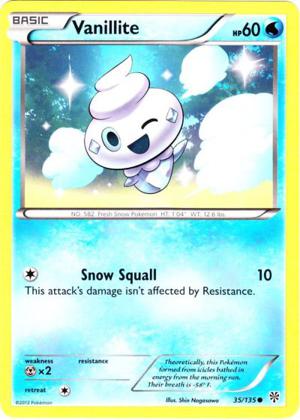 BASIC
Vanillite
HP60
NO. 582 Fresh Snow Pokémon HT: 1'04" WT: 12.6 lbs.
Snow Squall 10
This attack's damage isn't affected by Resistance.
weakness
resistance
×2
retreat
Theoretically, this Pokémon
formed from icicles bathed in
energy from the morning sun.
Their breath is -58°F.
Illus. Shin Nagasawa
35/135
©2012 Pokémon